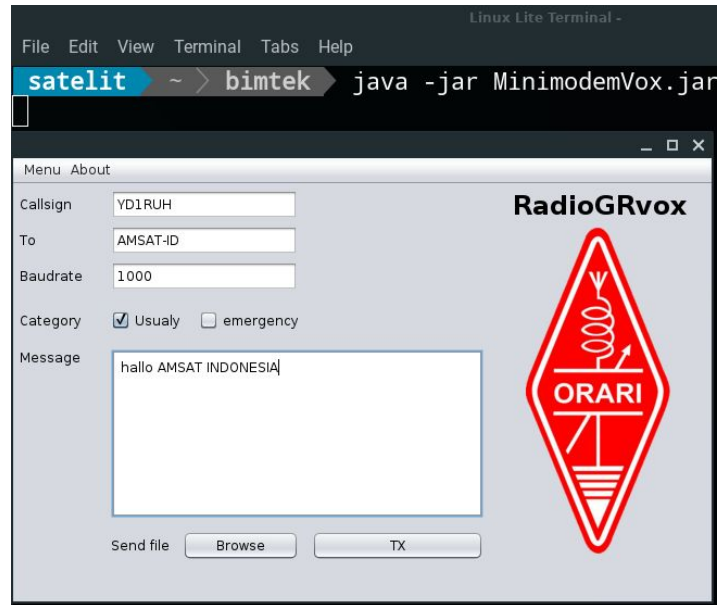 Linux Lite Terminal -
File Edit View Terminal Tabs Help
satelit ~ bimtek java -jar MinimodemVox.jar
Menu About
RadioGRvox
Callsign YD1RUH
To AMSAT-ID
Baudrate 1000
Category Usualy emergency
Message hallo AMSAT INDONESIA
ORARI
Send file Browse TX